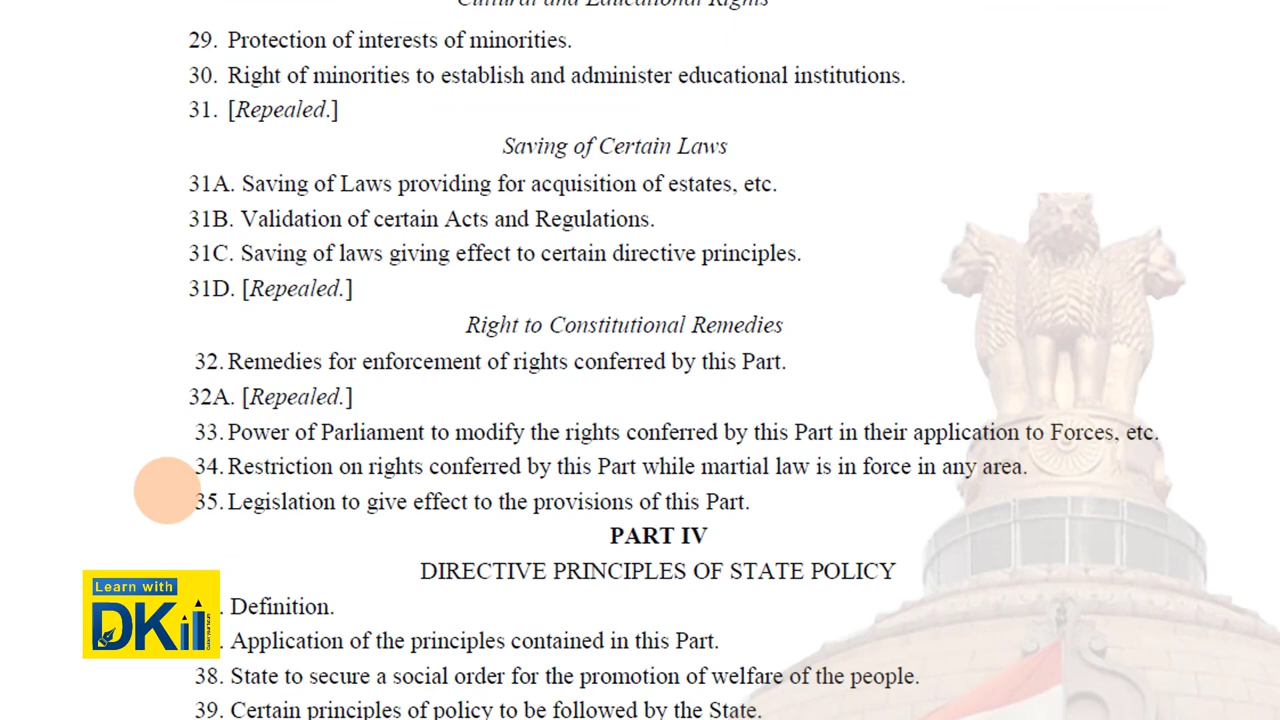 Cultural and Educational Rights
29. Protection of interests of minorities.
30. Right of minorities to establish and administer educational institutions.
31. [Repealed.]
Saving of Certain Laws
31A. Saving of Laws providing for acquisition of estates, etc.
31B. Validation of certain Acts and Regulations.
31C. Saving of laws giving effect to certain directive principles.
31D. [Repealed.]
Right to Constitutional Remedies
32. Remedies for enforcement of rights conferred by this Part.
32A. [Repealed.]
33. Power of Parliament to modify the rights conferred by this Part in their application to Forces, etc.
34. Restriction on rights conferred by this Part while martial law is in force in any area.
35. Legislation to give effect to the provisions of this Part.
PART IV
DIRECTIVE PRINCIPLES OF STATE POLICY
. Definition.
. Application of the principles contained in this Part.
38. State to secure a social order for the promotion of welfare of the people.
39. Certain principles of policy to be followed by the State.
Learn with
DK